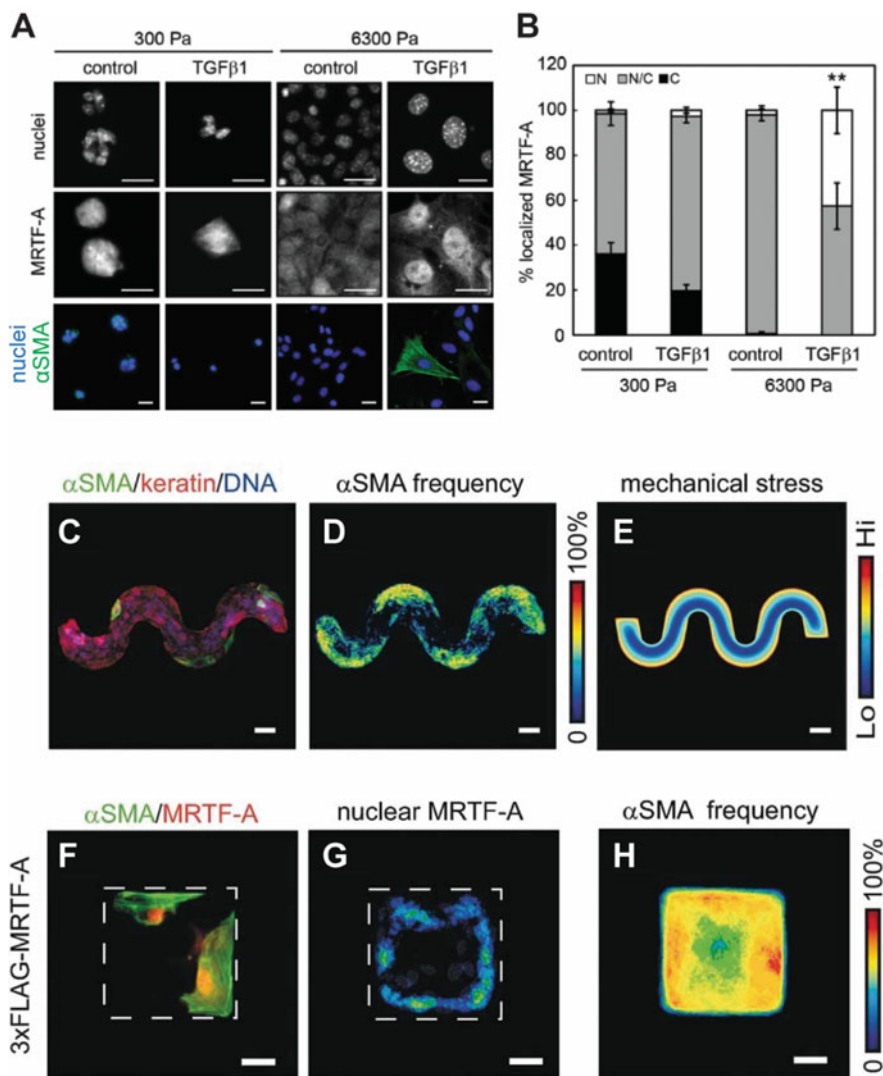 A
300 Pa 6300 Pa
control TGFβ1 control TGFβ1
nuclei
MRTF-A
nuclei
αSMA
B
120
100
80
60
40
20
0
% localized MRTF-A
N N/C C
**
control TGFβ1 control TGFβ1
300 Pa 6300 Pa
αSMA/keratin/DNA
C
αSMA frequency
D
0 100%
mechanical stress
E
Lo Hi
3xFLAG-MRTF-A
αSMA/MRTF-A
F
nuclear MRTF-A
G
αSMA frequency
H
0 100%